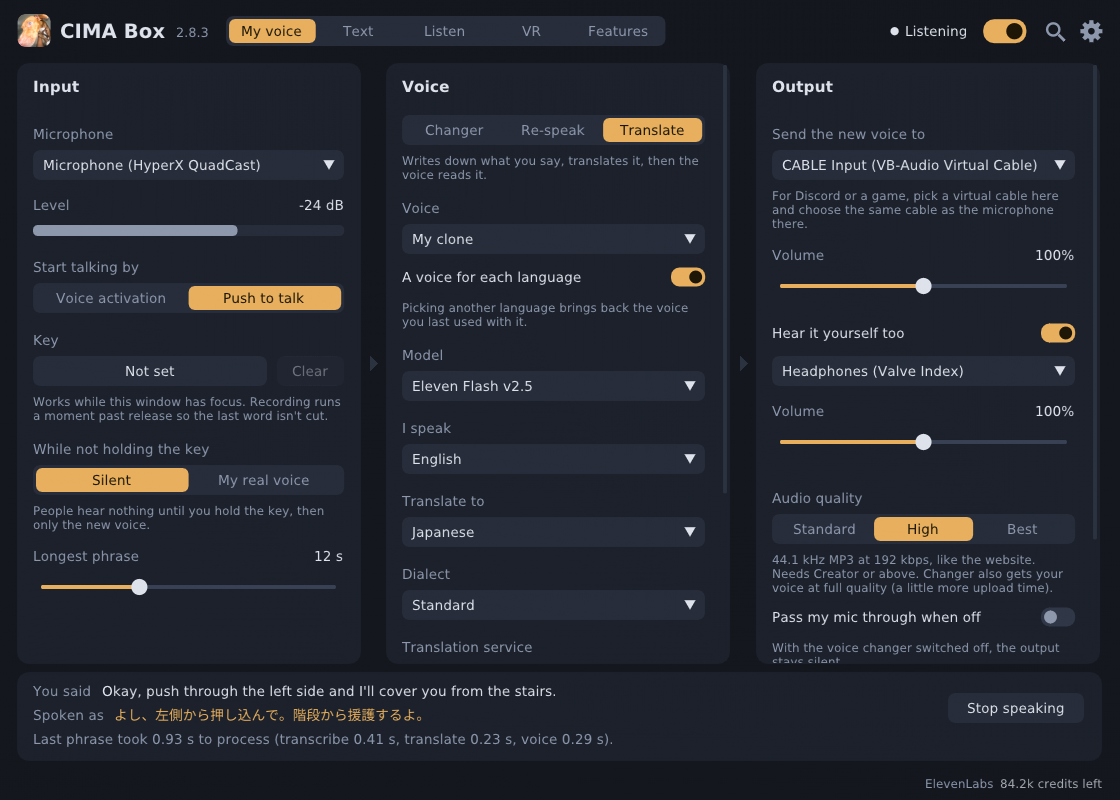 CIMA Box 2.8.3
My voice Text Listen VR Features
Listening
Input
Microphone
Microphone (HyperX QuadCast)
Level -24 dB
Start talking by
Voice activation Push to talk
Key
Not set Clear
Works while this window has focus. Recording runs
a moment past release so the last word isn't cut.
While not holding the key
Silent My real voice
People hear nothing until you hold the key, then
only the new voice.
Longest phrase 12 s
Voice
Changer Re-speak Translate
Writes down what you say, translates it, then the
voice reads it.
Voice
My clone
A voice for each language
Picking another language brings back the voice
you last used with it.
Model
Eleven Flash v2.5
I speak
English
Translate to
Japanese
Dialect
Standard
Translation service
Output
Send the new voice to
CABLE Input (VB-Audio Virtual Cable)
For Discord or a game, pick a virtual cable here
and choose the same cable as the microphone
there.
Volume 100%
Hear it yourself too
Headphones (Valve Index)
Volume 100%
Audio quality
Standard High Best
44.1 kHz MP3 at 192 kbps, like the website.
Needs Creator or above. Changer also gets your
voice at full quality (a little more upload time).
Pass my mic through when off
With the voice changer switched off, the output
stays silent.
You said Okay, push through the left side and I'll cover you from the stairs.
Spoken as よし、左側から押し込んで。階段から援護するよ。
Last phrase took 0.93 s to process (transcribe 0.41 s, translate 0.23 s, voice 0.29 s).
Stop speaking
ElevenLabs 84.2k credits left